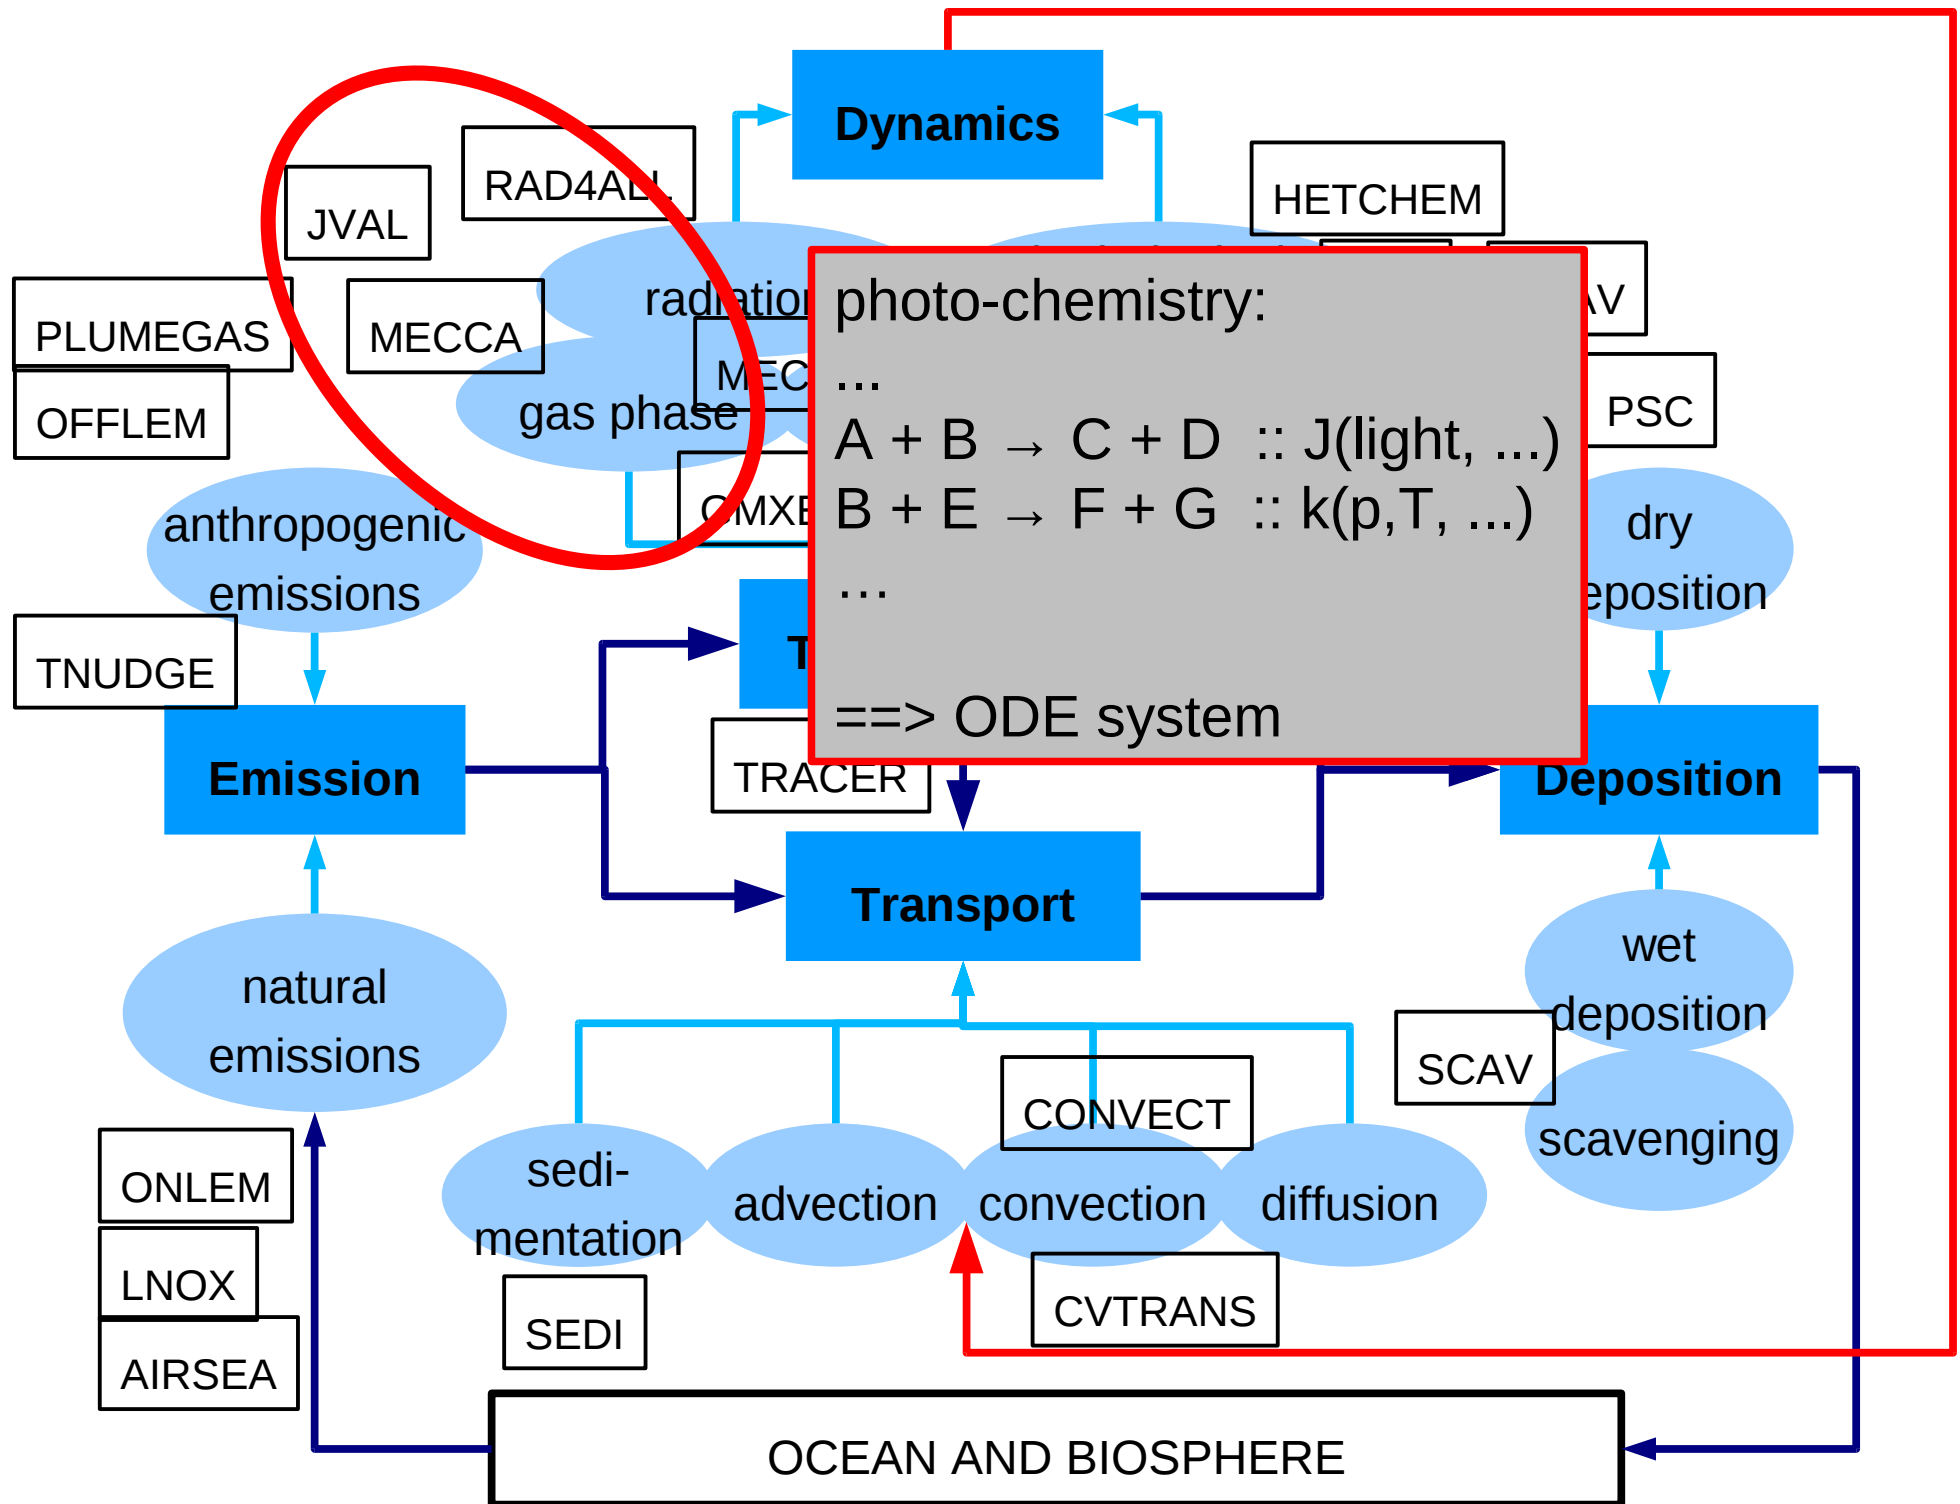 Dynamics
RAD4ALL
HETCHEM
JVAL
radiation
photo-chemistry:
PLUMEGAS
MECCA
...
PSC
OFFLEM
gas phase
A + B → C + D :: J(light, ...)
B + E → F + G :: k(p,T, ...)
…
==> ODE system
anthropogenic
emissions
dry
deposition
TNUDGE
TRACER
Emission
Deposition
Transport
natural
emissions
wet
deposition
SCAV
scavenging
CONVECT
ONLEM
sedi-
mentation
advection
convection
diffusion
LNOX
SEDI
CVTRANS
AIRSEA
OCEAN AND BIOSPHERE